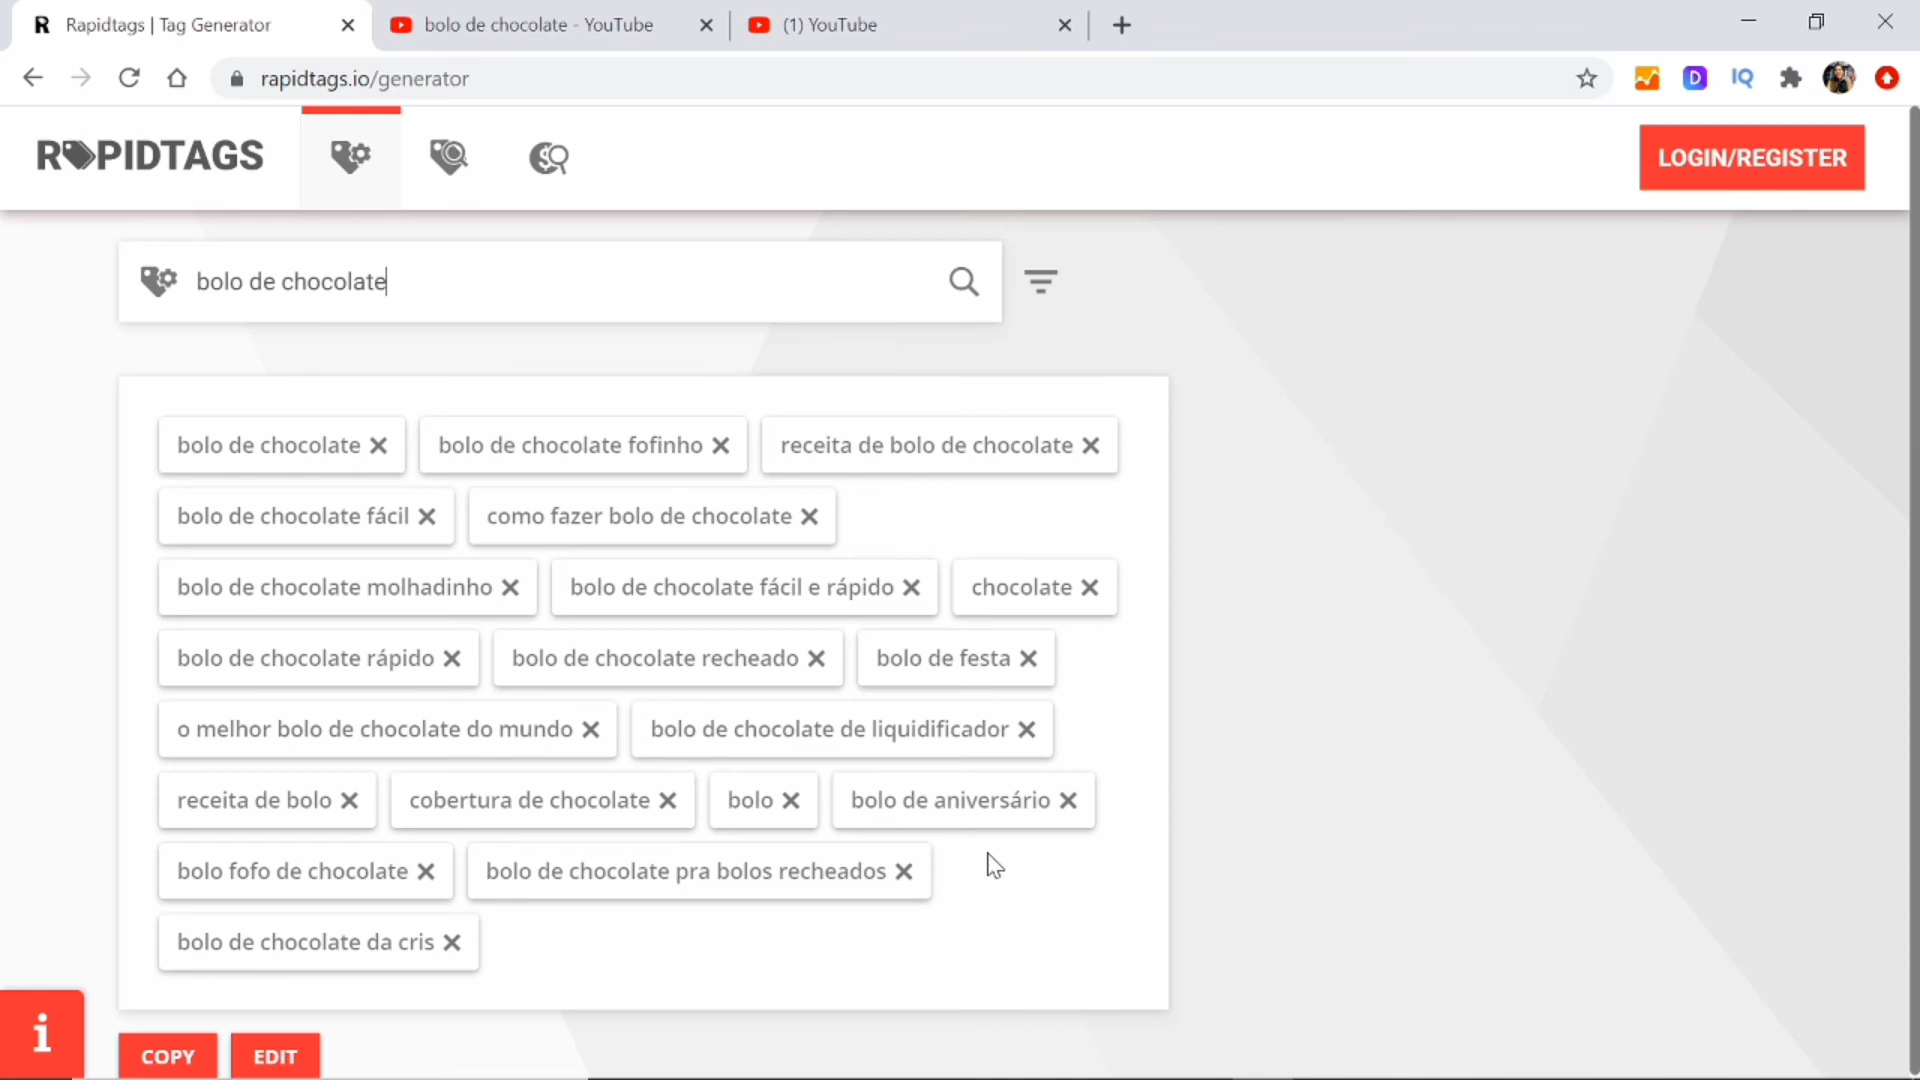 Rapidtags | Tag Generator
bolo de chocolate - YouTube
(1) YouTube
rapidtags.io/generator
D
IQ
RAPIDTAGS
LOGIN/REGISTER
bolo de chocolate
bolo de chocolate
bolo de chocolate fofinho
receita de bolo de chocolate
bolo de chocolate fácil
como fazer bolo de chocolate
bolo de chocolate molhadinho
bolo de chocolate fácil e rápido
chocolate
bolo de chocolate rápido
bolo de chocolate recheado
bolo de festa
o melhor bolo de chocolate do mundo
bolo de chocolate de liquidificador
receita de bolo
cobertura de chocolate
bolo
bolo de aniversário
bolo fofo de chocolate
bolo de chocolate pra bolos recheados
bolo de chocolate da cris
i
COPY
EDIT